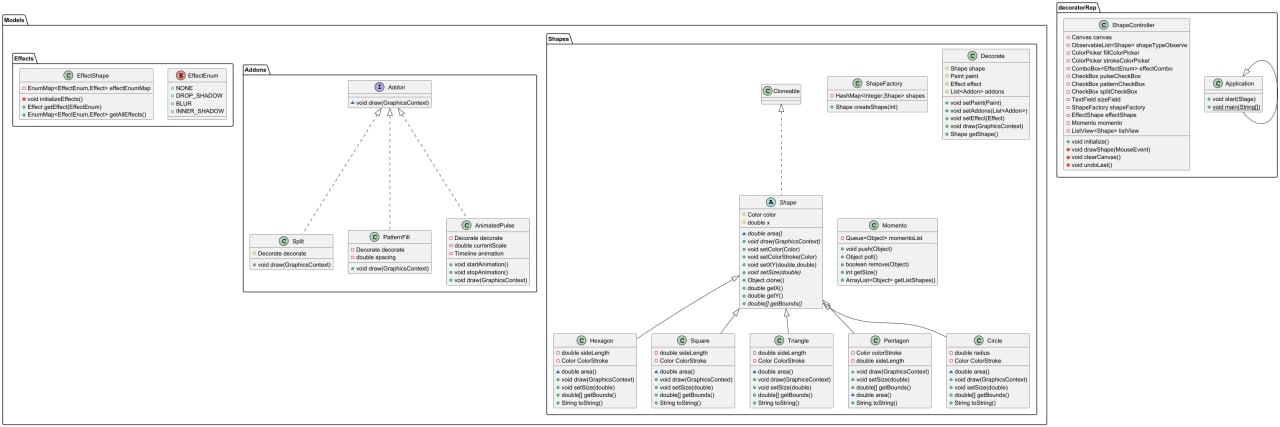 Models
Effects
C EffectShape
EnumMap<EffectEnum,Effect> effectEnumMap
void initializeEffects()
Effect getEffect(EffectEnum)
EnumMap<EffectEnum,Effect> getAllEffects()
E EffectEnum
NONE
DROP_SHADOW
BLUR
INNER_SHADOW
Addons
I Addon
void draw(GraphicsContext)
C Split
Decorate decorate
void draw(GraphicsContext)
C PatternFill
Decorate decorate
double spacing
void draw(GraphicsContext)
C AnimatedPulse
Decorate decorate
double currentScale
Timeline animation
void startAnimation()
void stopAnimation()
void draw(GraphicsContext)
Shapes
C Cloneable
C ShapeFactory
HashMap<Integer,Shape> shapes
Shape createShape(int)
C Decorate
Shape shape
Paint paint
Effect effect
List<Addon> addons
void setPaint(Paint)
void setAddons(List<Addon>)
void setEffect(Effect)
void draw(GraphicsContext)
Shape getShape()
A Shape
Color color
double x
double area()
void draw(GraphicsContext)
void setColor(Color)
void setColorStroke(Color)
void setXY(double,double)
void setSize(double)
Object clone()
double getX()
double getY()
double[] getBounds()
C Momento
Queue<Object> momentoList
void push(Object)
Object poll()
boolean remove(Object)
int getSize()
ArrayList<Object> getListShapes()
C Hexagon
double sideLength
Color ColorStroke
double area()
void draw(GraphicsContext)
void setSize(double)
double[] getBounds()
String toString()
C Square
double sideLength
Color ColorStroke
double area()
void draw(GraphicsContext)
void setSize(double)
double[] getBounds()
String toString()
C Triangle
double sideLength
Color ColorStroke
double area()
void draw(GraphicsContext)
void setSize(double)
double[] getBounds()
String toString()
C Pentagon
Color colorStroke
double sideLength
void draw(GraphicsContext)
void setSize(double)
double[] getBounds()
double area()
String toString()
C Circle
double radius
Color ColorStroke
double area()
void draw(GraphicsContext)
void setSize(double)
double[] getBounds()
String toString()
decoratorRep
C ShapeController
Canvas canvas
ObservableList<Shape> shapeTypeObserve
ColorPicker fillColorPicker
ColorPicker strokeColorPicker
ComboBox<EffectEnum> effectCombo
CheckBox pulseCheckBox
CheckBox patternCheckBox
CheckBox splitCheckBox
TextField sizeField
ShapeFactory shapeFactory
EffectShape effectShape
Momento momento
ListView<Shape> listView
void initialize()
void drawShape(MouseEvent)
void clearCanvas()
void undoLast()
C Application
void start(Stage)
void main(String[])